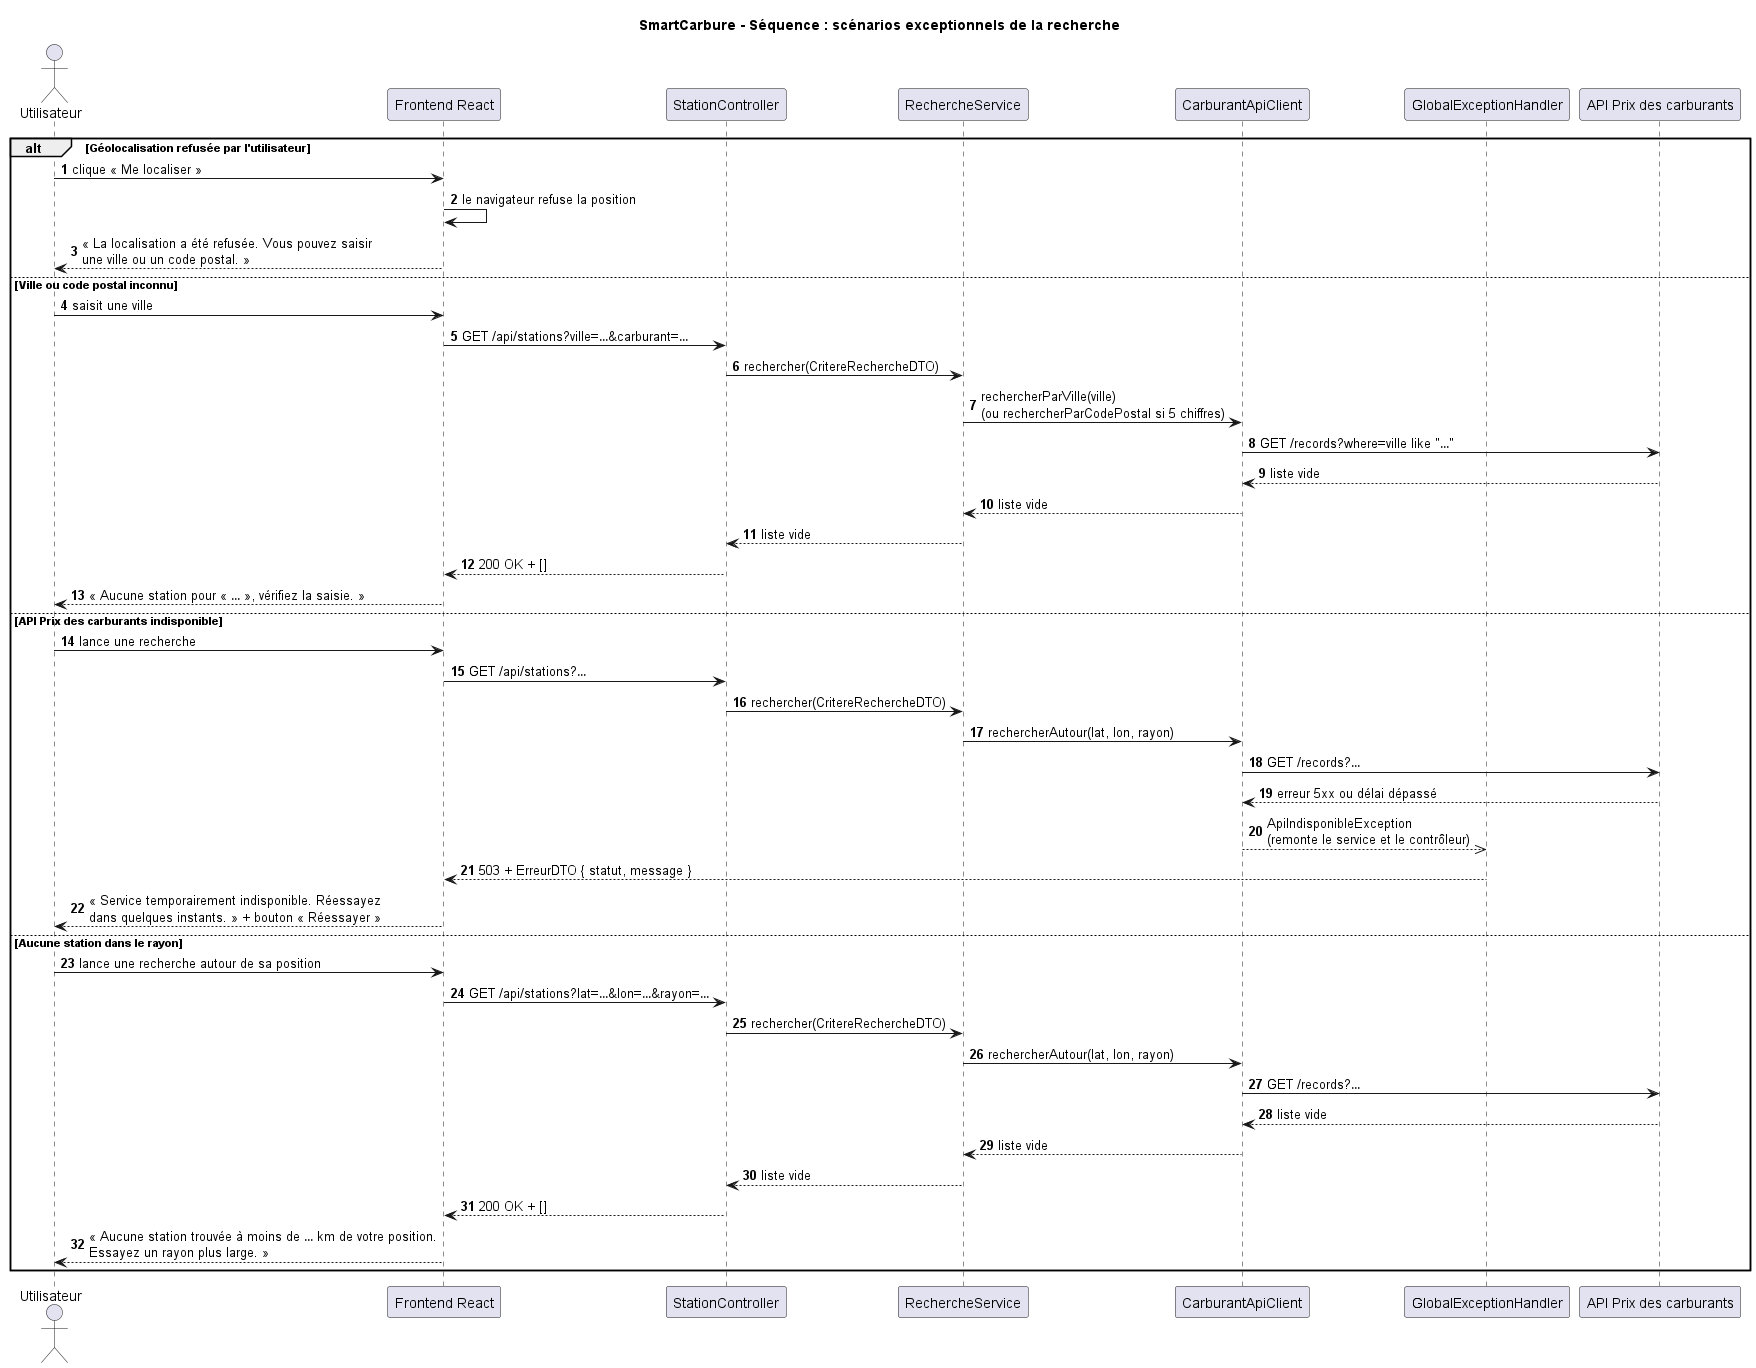 SmartCarbure - Séquence : scénarios exceptionnels de la recherche
Utilisateur
Frontend React
StationController
RechercheService
CarburantApiClient
GlobalExceptionHandler
API Prix des carburants
alt
[Géolocalisation refusée par l'utilisateur]
1 clique « Me localiser »
2 le navigateur refuse la position
3 « La localisation a été refusée. Vous pouvez saisir
une ville ou un code postal. »
[Ville ou code postal inconnu]
4 saisit une ville
5 GET /api/stations?ville=...&carburant=...
6 rechercher(CritereRechercheDTO)
7 rechercherParVille(ville)
(ou rechercherParCodePostal si 5 chiffres)
8 GET /records?where=ville like "..."
9 liste vide
10 liste vide
11 liste vide
12 200 OK + []
13 « Aucune station pour « ... », vérifiez la saisie. »
[API Prix des carburants indisponible]
14 lance une recherche
15 GET /api/stations?...
16 rechercher(CritereRechercheDTO)
17 rechercherAutour(lat, lon, rayon)
18 GET /records?...
19 erreur 5xx ou délai dépassé
20 ApiIndisponibleException
(remonte le service et le contrôleur)
21 503 + ErreurDTO { statut, message }
22 « Service temporairement indisponible. Réessayez
dans quelques instants. » + bouton « Réessayer »
[Aucune station dans le rayon]
23 lance une recherche autour de sa position
24 GET /api/stations?lat=...&lon=...&rayon=...
25 rechercher(CritereRechercheDTO)
26 rechercherAutour(lat, lon, rayon)
27 GET /records?...
28 liste vide
29 liste vide
30 liste vide
31 200 OK + []
32 « Aucune station trouvée à moins de ... km de votre position.
Essayez un rayon plus large. »
Utilisateur
Frontend React
StationController
RechercheService
CarburantApiClient
GlobalExceptionHandler
API Prix des carburants